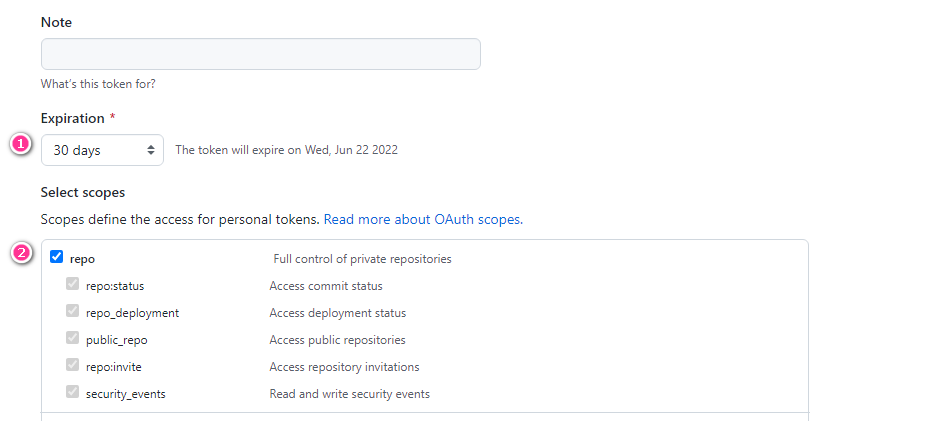 Note
What's this token for?
Expiration *
1
30 days
The token will expire on Wed, Jun 22 2022
Select scopes
Scopes define the access for personal tokens. Read more about OAuth scopes.
2
repo Full control of private repositories
repo:status Access commit status
repo_deployment Access deployment status
public_repo Access public repositories
repo:invite Access repository invitations
security_events Read and write security events